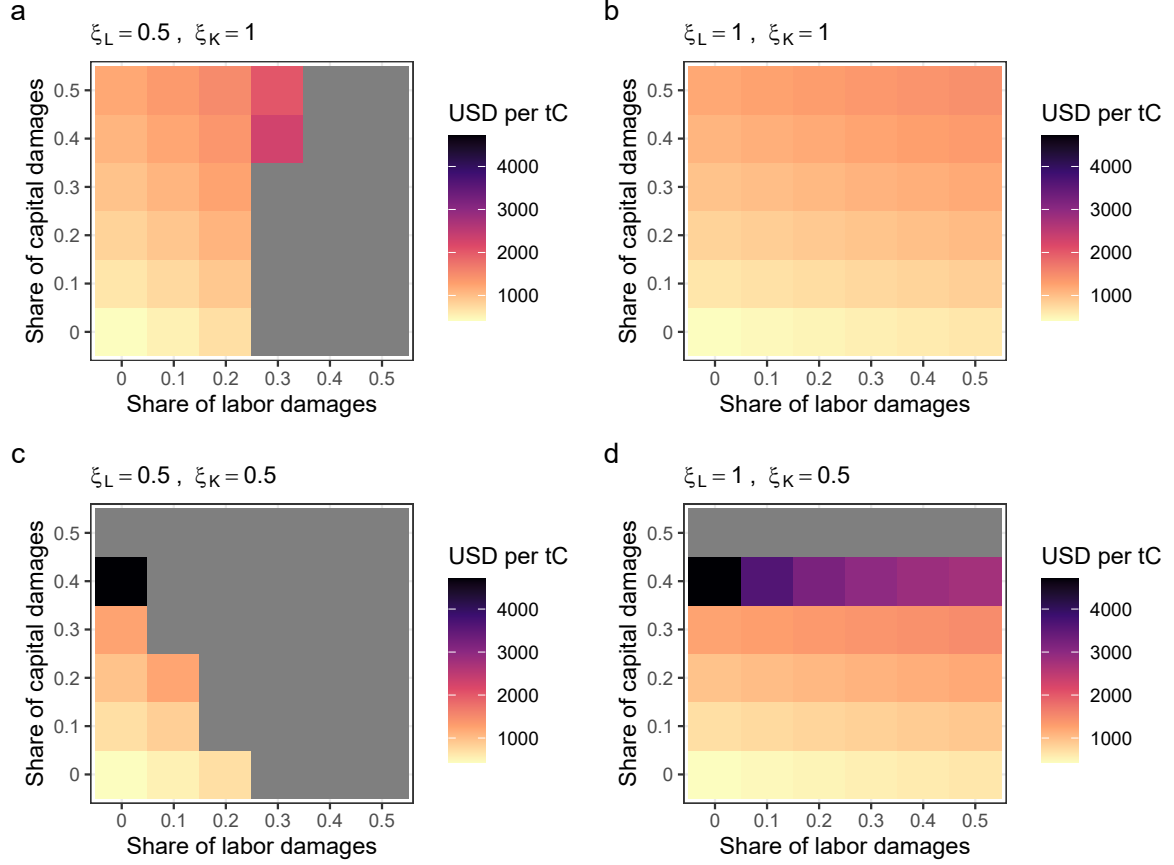 a
ξL = 0.5 , ξK = 1
Share of capital damages
0.5
0.4
0.3
0.2
0.1
0
0 0.1 0.2 0.3 0.4 0.5
Share of labor damages
USD per tC
4000
3000
2000
1000
b
ξL = 1 , ξK = 1
Share of capital damages
0.5
0.4
0.3
0.2
0.1
0
0 0.1 0.2 0.3 0.4 0.5
Share of labor damages
USD per tC
4000
3000
2000
1000
c
ξL = 0.5 , ξK = 0.5
Share of capital damages
0.5
0.4
0.3
0.2
0.1
0
0 0.1 0.2 0.3 0.4 0.5
Share of labor damages
USD per tC
4000
3000
2000
1000
d
ξL = 1 , ξK = 0.5
Share of capital damages
0.5
0.4
0.3
0.2
0.1
0
0 0.1 0.2 0.3 0.4 0.5
Share of labor damages
USD per tC
4000
3000
2000
1000